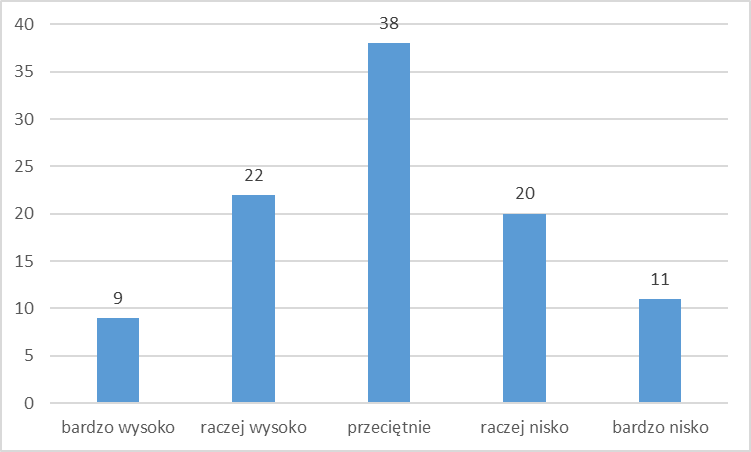 40
35
30
25
20
15
10
5
0
9
22
38
20
11
bardzo wysoko
raczej wysoko
przeciętnie
raczej nisko
bardzo nisko